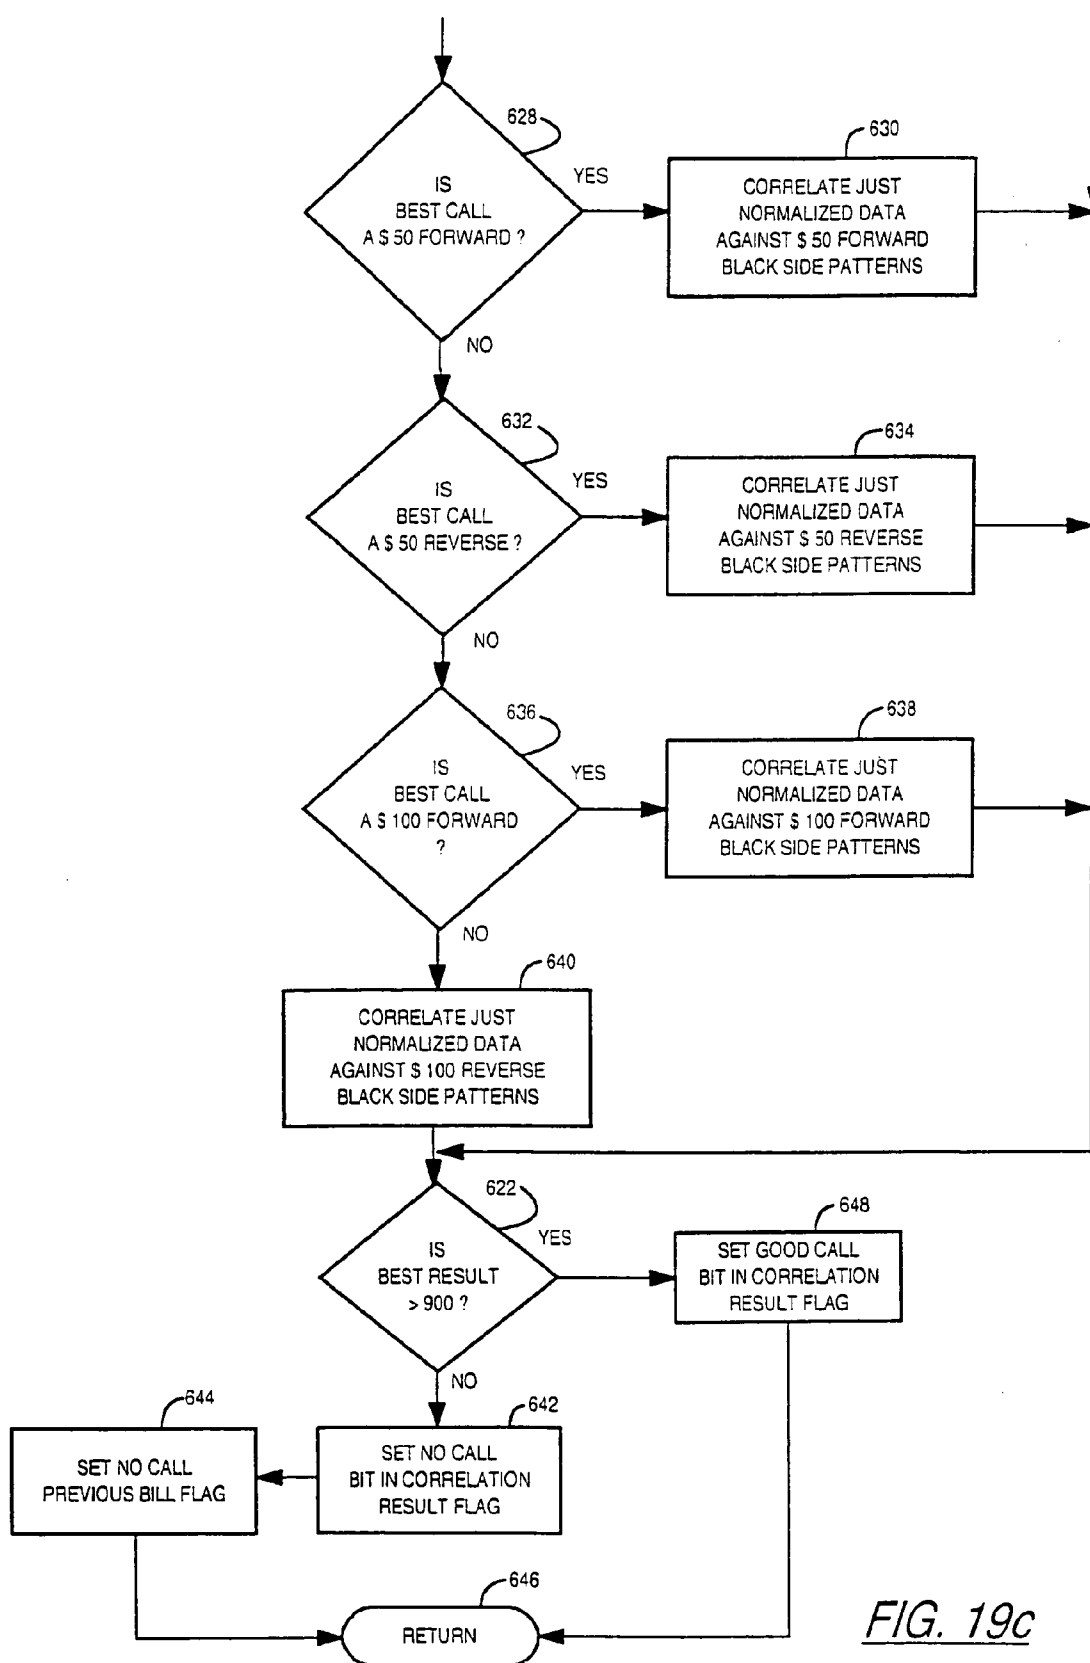 628
IS
BEST CALL
A $ 50 FORWARD ?
YES
NO
630
CORRELATE JUST
NORMALIZED DATA
AGAINST $ 50 FORWARD
BLACK SIDE PATTERNS
632
IS
BEST CALL
A $ 50 REVERSE ?
YES
NO
634
CORRELATE JUST
NORMALIZED DATA
AGAINST $ 50 REVERSE
BLACK SIDE PATTERNS
636
IS
BEST CALL
A $ 100 FORWARD
?
YES
NO
638
CORRELATE JUST
NORMALIZED DATA
AGAINST $ 100 FORWARD
BLACK SIDE PATTERNS
640
CORRELATE JUST
NORMALIZED DATA
AGAINST $ 100 REVERSE
BLACK SIDE PATTERNS
622
IS
BEST RESULT
> 900 ?
YES
NO
648
SET GOOD CALL
BIT IN CORRELATION
RESULT FLAG
642
SET NO CALL
BIT IN CORRELATION
RESULT FLAG
644
SET NO CALL
PREVIOUS BILL FLAG
646
RETURN
FIG. 19c